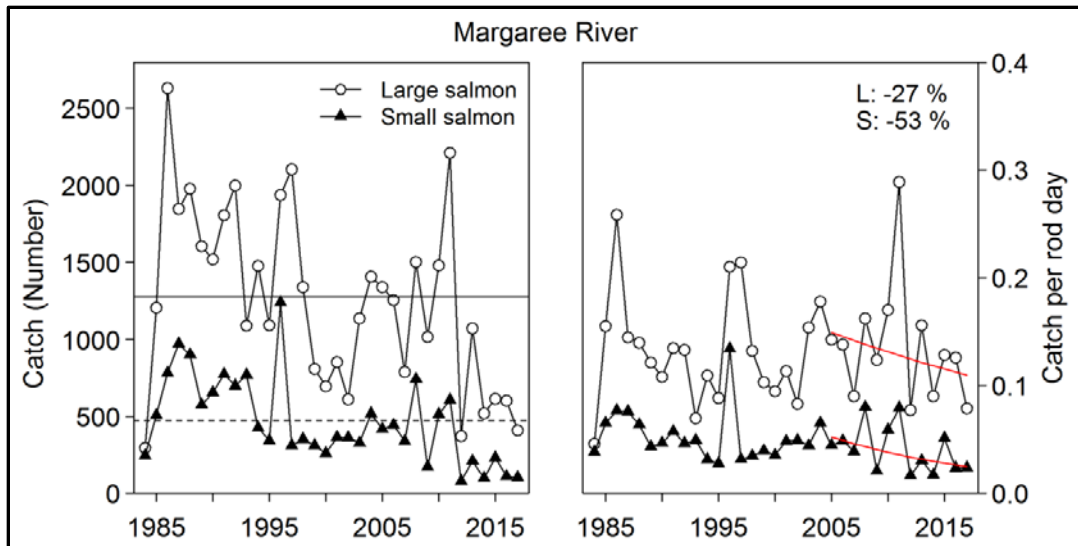 Margaree River
Large salmon
Small salmon
Catch (Number)
2500
2000
1500
1000
500
0
1985
1995
2005
2015
L: -27 %
S: -53 %
0.4
0.3
0.2
0.1
0.0
Catch per rod day
1985
1995
2005
2015